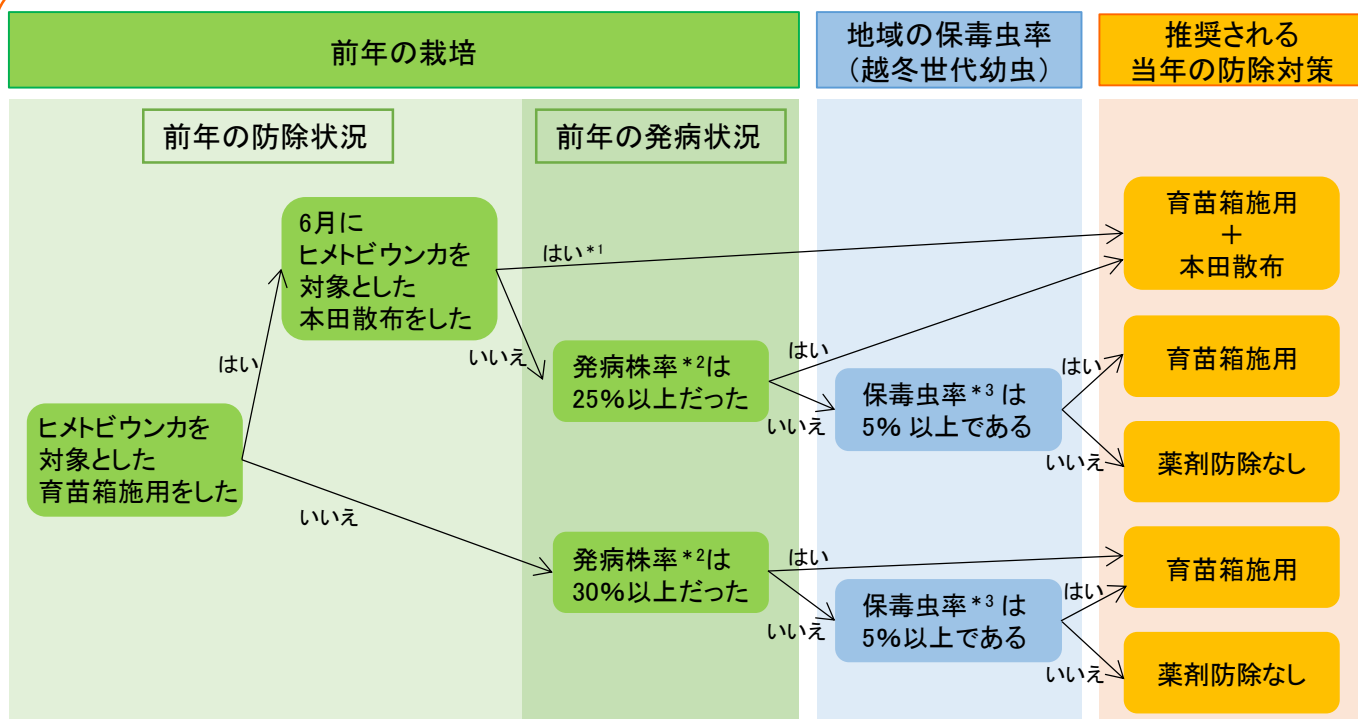 前年の栽培
地域の保毒虫率
（越冬世代幼虫）
推奨される
当年の防除対策
前年の防除状況
前年の発病状況
ヒメトビウンカを
対象とした
育苗箱施用をした
はい
いいえ
6月に
ヒメトビウンカを
対象とした
本田散布をした
はい*1
いいえ
発病株率*2は
25%以上だった
はい
いいえ
保毒虫率*3は
5% 以上である
はい
いいえ
育苗箱施用
＋
本田散布
育苗箱施用
薬剤防除なし
発病株率*2は
30%以上だった
はい
いいえ
保毒虫率*3は
5%以上である
はい
いいえ
育苗箱施用
薬剤防除なし